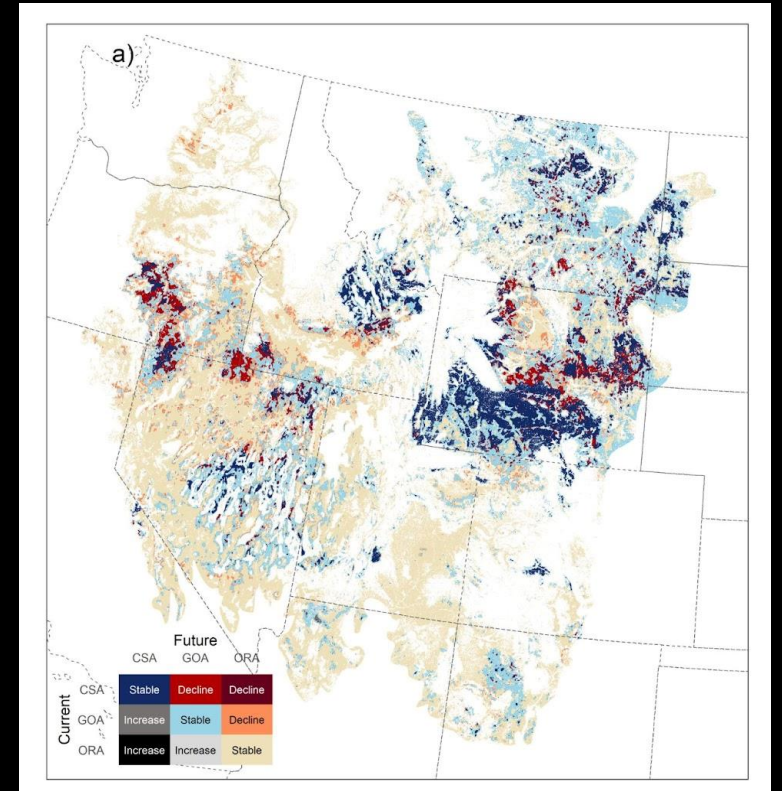 a)
Future
CSA GOA ORA
Current
CSA Stable Decline Decline
GOA Increase Stable Decline
ORA Increase Increase Stable